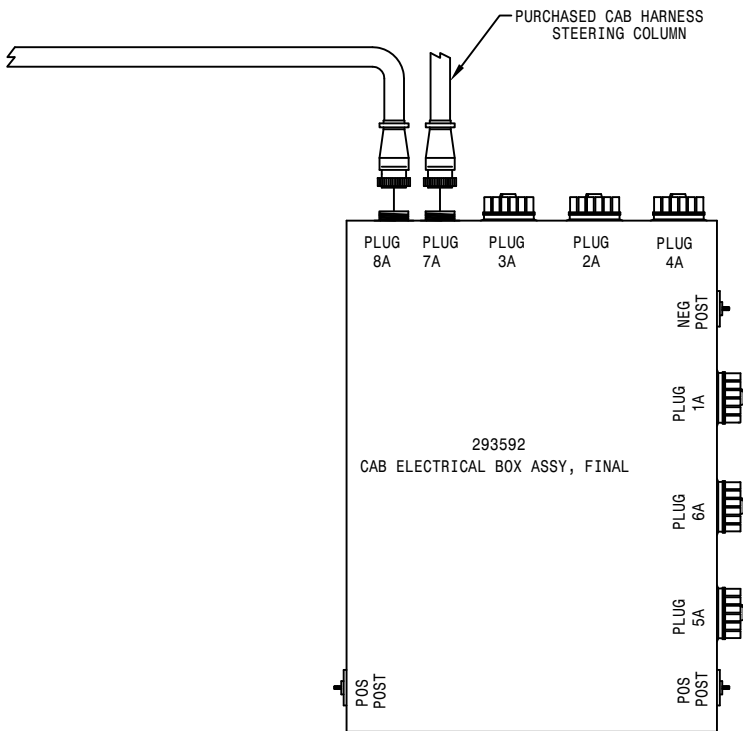 PURCHASED CAB HARNESS
STEERING COLUMN
PLUG
8A
PLUG
7A
PLUG
3A
PLUG
2A
PLUG
4A
NEG
POST
PLUG
1A
293592
CAB ELECTRICAL BOX ASSY, FINAL
PLUG
6A
PLUG
5A
POS
POST
POS
POST